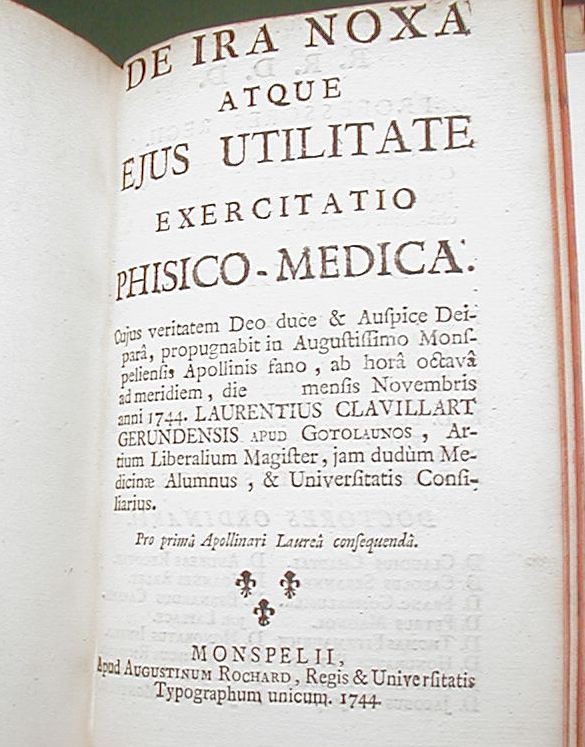 DE IRA NOXA
ATQUE
EJUS UTILITATE
EXERCITATIO
PHISICO-MEDICA.
Cujus veritatem Deo duce & Auſpice Dei-
parâ, propugnabit in Auguſtiſſimo Monſ-
pelienſis Apollinis fano, ab horâ octavâ
ad meridiem, die menſis Novembris
anni 1744. LAURENTIUS CLAVILLART
GERUNDENSIS APUD GOTOLAUNOS, Ar-
tium Liberalium Magiſter, jam dudùm Me-
dicinæ Alumnus, & Univerſitatis Conſi-
liarius.
Pro primâ Apollinari Laureâ conſequendâ.
MONSPELII,
Apud AUGUSTINUM ROCHARD, Regis & Univerſitatis
Typographum unicum. 1744.